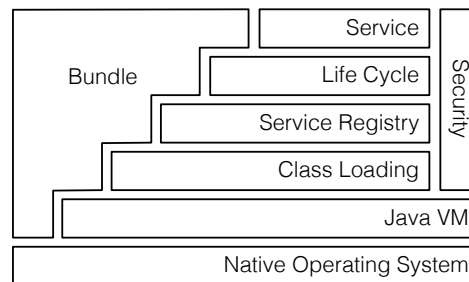 Service
Bundle
Life Cycle
Security
Service Registry
Class Loading
Java VM
Native Operating System